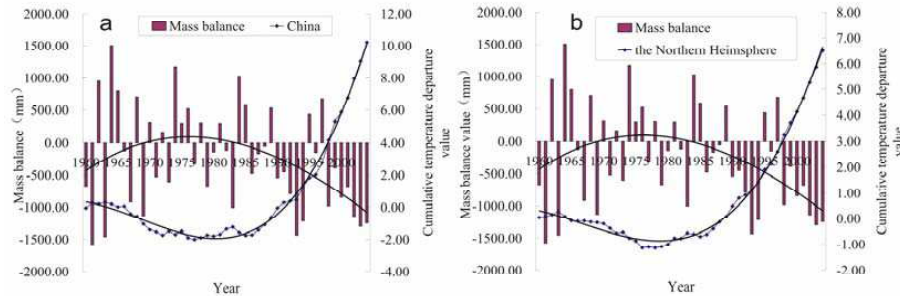 a
Mass balance
China
2000.00
1500.00
1000.00
500.00
0.00
-500.00
-1000.00
-1500.00
-2000.00
12.00
10.00
8.00
6.00
4.00
2.00
0.00
-2.00
-4.00
1960 1965 1970 1975 1980 1985 1990 1995 2000
Mass balance (mm)
Cumulative temperature departure
value
Year
b
Mass balance
the Northern Heimsphere
2000.00
1500.00
1000.00
500.00
0.00
-500.00
-1000.00
-1500.00
-2000.00
8.00
7.00
6.00
5.00
4.00
3.00
2.00
1.00
0.00
-1.00
-2.00
1960 1965 1970 1975 1980 1985 1990 1995 2000
Mass balance value (mm)
Cumulative temperature departure
value
Year